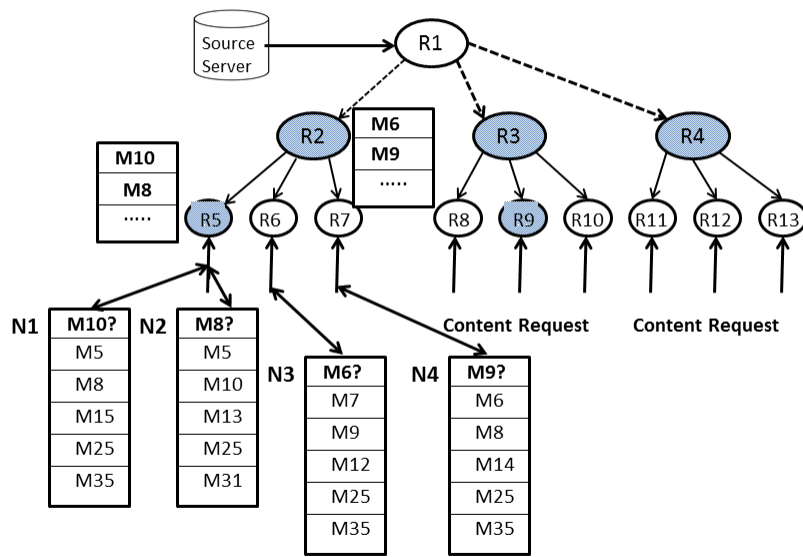 Source
Server
R1
R2
M6
M9
.....
R3
R4
M10
M8
.....
R5
R6
R7
R8
R9
R10
R11
R12
R13
Content Request
Content Request
N1
M10?
M5
M8
M15
M25
M35
N2
M8?
M5
M10
M13
M25
M31
N3
M6?
M7
M9
M12
M25
M35
N4
M9?
M6
M8
M14
M25
M35